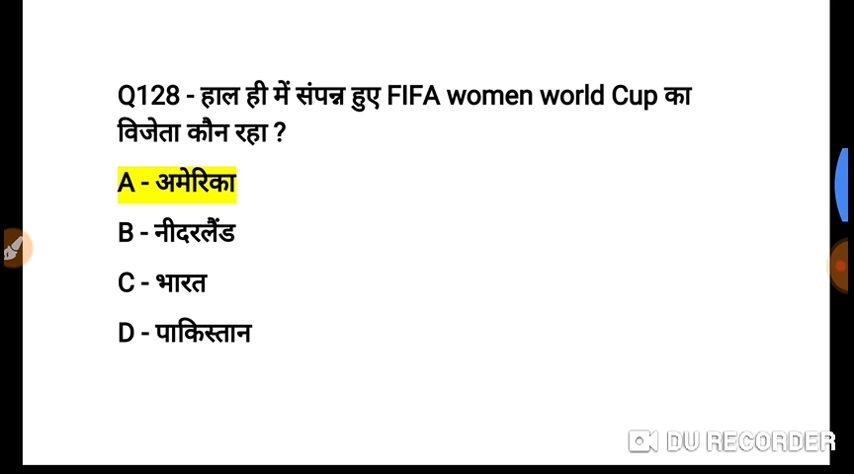 Q128 - हाल ही में संपन्न हुए FIFA women world Cup का
विजेता कौन रहा ?
A - अमेरिका
B - नीदरलैंड
C - भारत
D - पाकिस्तान
DU RECORDER